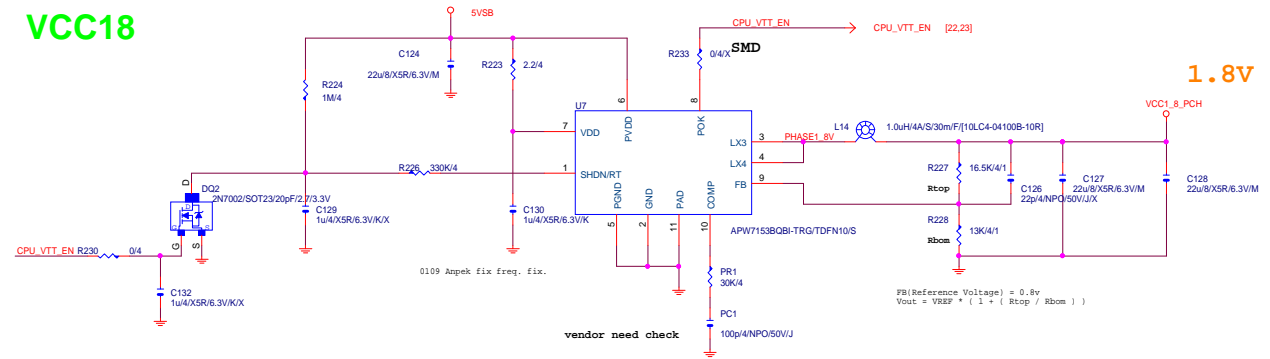 VCC18
5VSB
CPU_VTT_EN
CPU_VTT_EN [22,23]
C124
22u/8/X5R/6.3V/M
R223 2.2/4
R233 0/4/X
SMD
1.8V
R224
1M/4
VCC1_8_PCH
U7
6
8
PVDD
POK
7 VDD
L14 1.0uH/4A/S/30m/F/[10LC4-04100B-10R]
LX3 3 PHASE1_8V
LX4 4
R226 330K/4
1 SHDN/RT
FB 9
R227 16.5K/4/1
Rtop
C126
22p/4/NPO/50V/J/X
C127
22u/8/X5R/6.3V/M
C128
22u/8/X5R/6.3V/M
D
DQ2
2N7002/SOT23/20pF/2.7/3.3V
D
G
S
G
S
C129
1u/4/X5R/6.3V/K/X
C130
1u/4/X5R/6.3V/K
PGND
GND
PAD
COMP
5
2
11
10
APW7153BQBI-TRG/TDFN10/S
R228
13K/4/1
Rbom
CPU_VTT_EN R230 0/4
C132
1u/4/X5R/6.3V/K/X
0109 Anpek fix freq. fix.
PR1
30K/4
FB(Reference Voltage) = 0.8v
Vout = VREF * ( 1 + ( Rtop / Rbom ) )
PC1
100p/4/NPO/50V/J
vendor need check